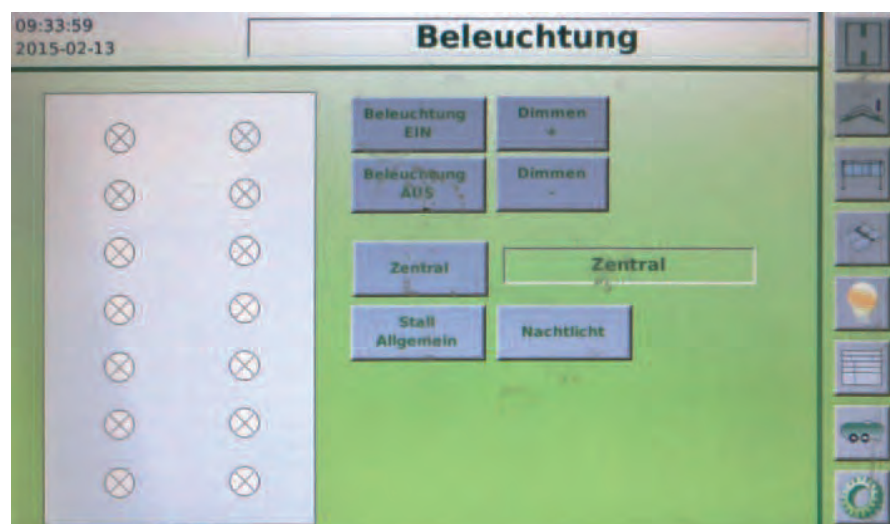 09:33:59
2015-02-13
Beleuchtung
Beleuchtung
EIN
Dimmen
+
Beleuchtung
AUS
Dimmen
-
Zentral
Zentral
Stall
Allgemein
Nachtlicht